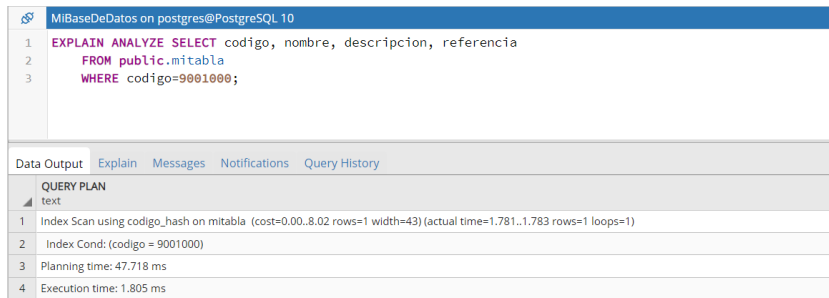 MiBaseDeDatos on postgres@PostgreSQL 10
1 EXPLAIN ANALYZE SELECT codigo, nombre, descripcion, referencia
2 FROM public.mitabla
3 WHERE codigo=9001000;
Data Output Explain Messages Notifications Query History
QUERY PLAN
text
1 Index Scan using codigo_hash on mitabla (cost=0.00..8.02 rows=1 width=43) (actual time=1.781..1.783 rows=1 loops=1)
2 Index Cond: (codigo = 9001000)
3 Planning time: 47.718 ms
4 Execution time: 1.805 ms